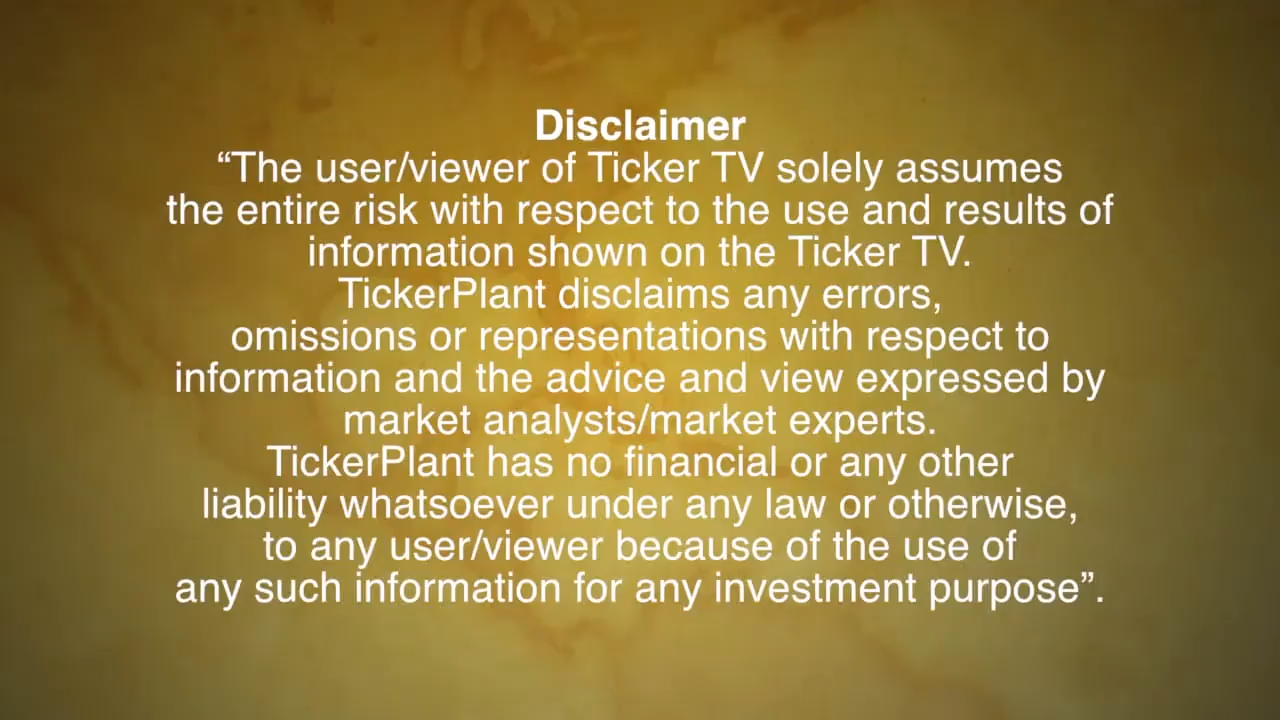 Disclaimer
“The user/viewer of Ticker TV solely assumes
the entire risk with respect to the use and results of
information shown on the Ticker TV.
TickerPlant disclaims any errors,
omissions or representations with respect to
information and the advice and view expressed by
market analysts/market experts.
TickerPlant has no financial or any other
liability whatsoever under any law or otherwise,
to any user/viewer because of the use of
any such information for any investment purpose”.